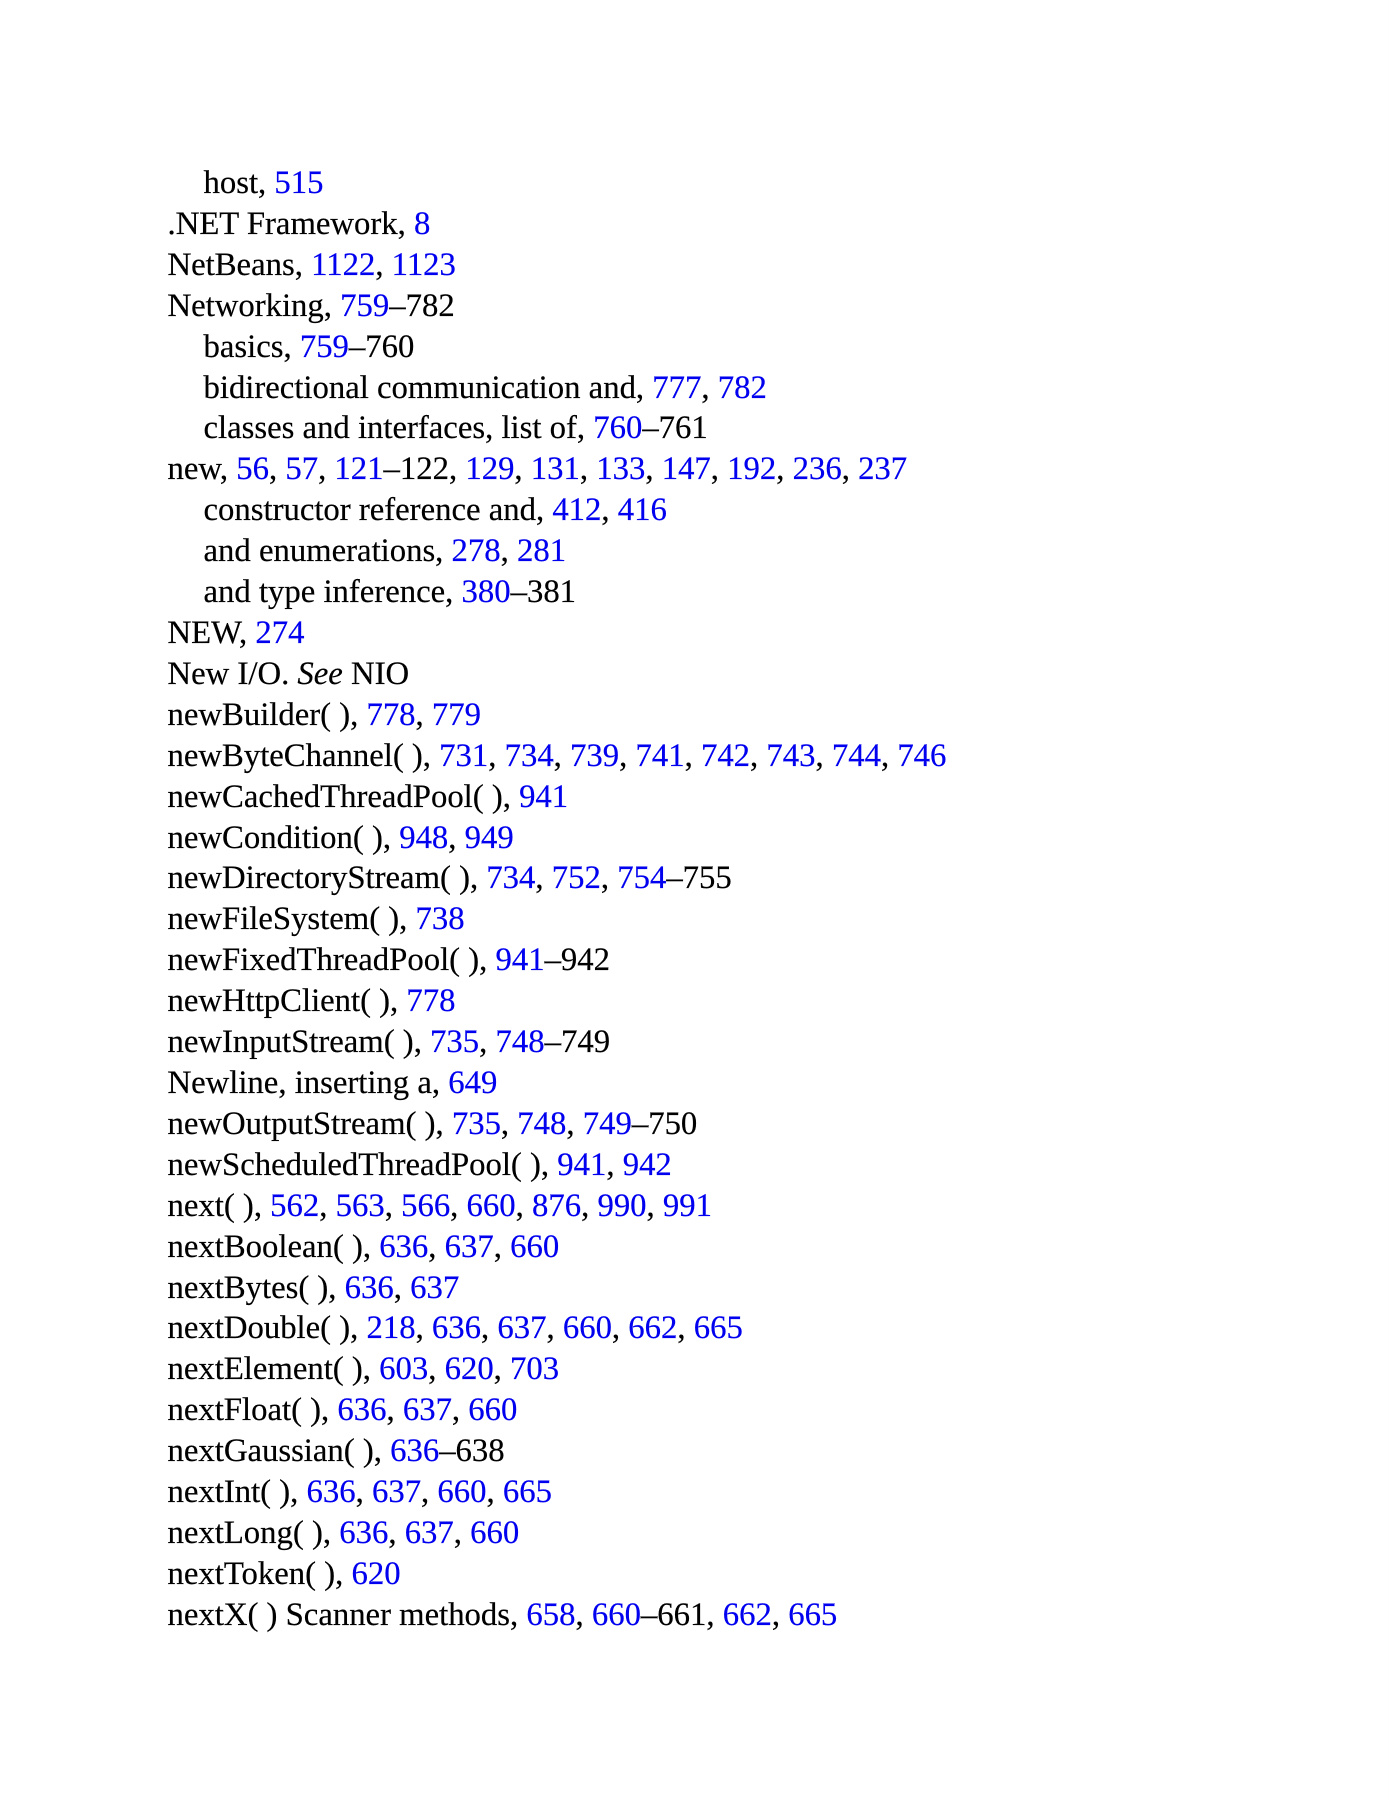 host, 515
.NET Framework, 8
NetBeans, 1122, 1123
Networking, 759–782
basics, 759–760
bidirectional communication and, 777, 782
classes and interfaces, list of, 760–761
new, 56, 57, 121–122, 129, 131, 133, 147, 192, 236, 237
constructor reference and, 412, 416
and enumerations, 278, 281
and type inference, 380–381
NEW, 274
New I/O. See NIO
newBuilder( ), 778, 779
newByteChannel( ), 731, 734, 739, 741, 742, 743, 744, 746
newCachedThreadPool( ), 941
newCondition( ), 948, 949
newDirectoryStream( ), 734, 752, 754–755
newFileSystem( ), 738
newFixedThreadPool( ), 941–942
newHttpClient( ), 778
newInputStream( ), 735, 748–749
Newline, inserting a, 649
newOutputStream( ), 735, 748, 749–750
newScheduledThreadPool( ), 941, 942
next( ), 562, 563, 566, 660, 876, 990, 991
nextBoolean( ), 636, 637, 660
nextBytes( ), 636, 637
nextDouble( ), 218, 636, 637, 660, 662, 665
nextElement( ), 603, 620, 703
nextFloat( ), 636, 637, 660
nextGaussian( ), 636–638
nextInt( ), 636, 637, 660, 665
nextLong( ), 636, 637, 660
nextToken( ), 620
nextX( ) Scanner methods, 658, 660–661, 662, 665